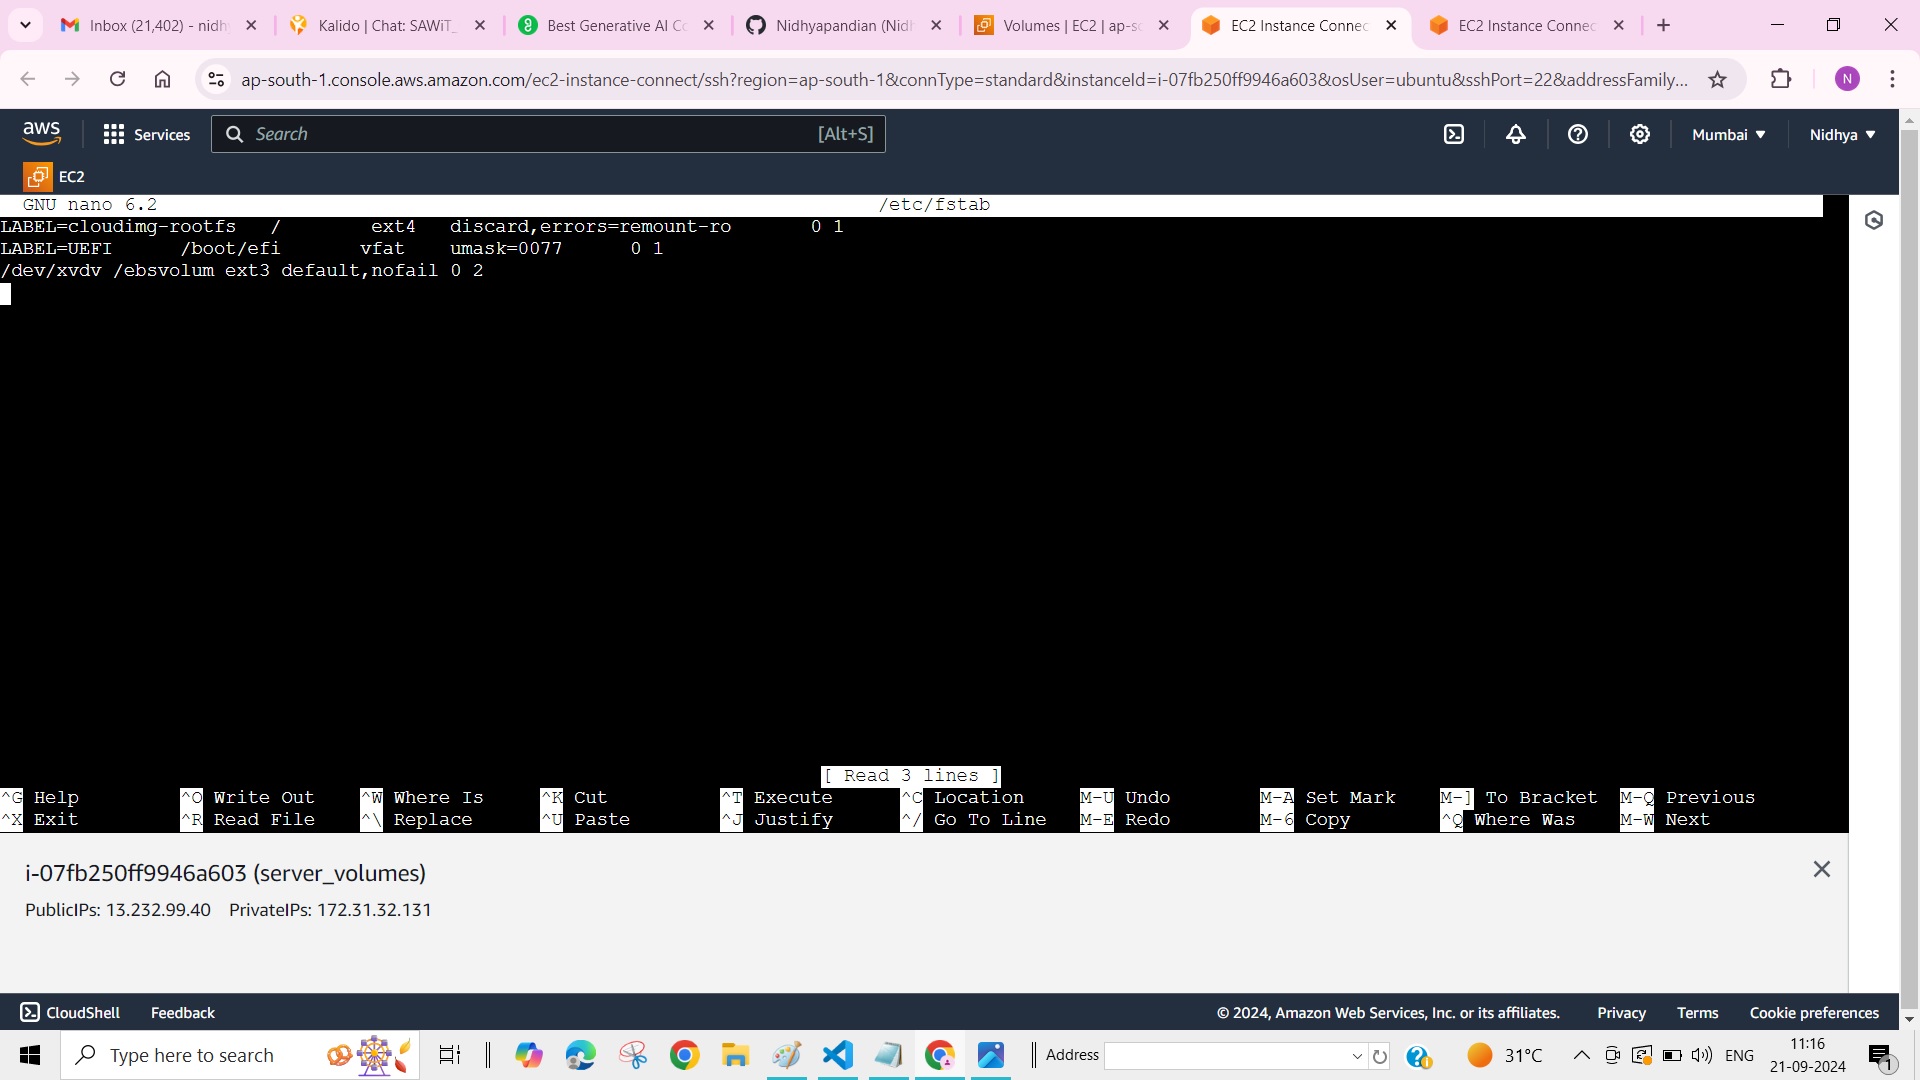 Inbox (21,402) - nidhy
Kalido | Chat: SAWiT_
Best Generative AI Co
Nidhyapandian (Nidh
Volumes | EC2 | ap-so
EC2 Instance Connec
EC2 Instance Connec
ap-south-1.console.aws.amazon.com/ec2-instance-connect/ssh?region=ap-south-1&connType=standard&instanceId=i-07fb250ff9946a603&osUser=ubuntu&sshPort=22&addressFamily...
N
aws
Services
Search
[Alt+S]
Mumbai
Nidhya
EC2
GNU nano 6.2 /etc/fstab
LABEL=cloudimg-rootfs / ext4 discard,errors=remount-ro 0 1
LABEL=UEFI /boot/efi vfat umask=0077 0 1
/dev/xvdv /ebsvolum ext3 default,nofail 0 2
[ Read 3 lines ]
^G Help ^O Write Out ^W Where Is ^K Cut ^T Execute ^C Location M-U Undo M-A Set Mark M-] To Bracket M-Q Previous
^X Exit ^R Read File ^\ Replace ^U Paste ^J Justify ^/ Go To Line M-E Redo M-6 Copy ^Q Where Was M-W Next
i-07fb250ff9946a603 (server_volumes)
PublicIPs: 13.232.99.40 PrivateIPs: 172.31.32.131
CloudShell Feedback
© 2024, Amazon Web Services, Inc. or its affiliates. Privacy Terms Cookie preferences
Type here to search
Address
31°C
ENG
11:16
21-09-2024
1